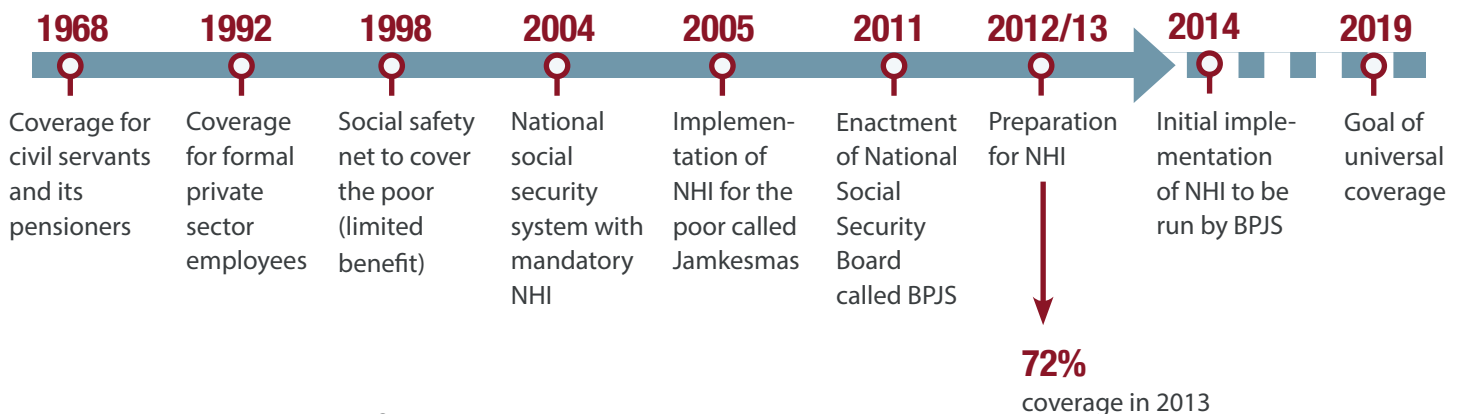 1968
Coverage for
civil servants
and its
pensioners
1992
Coverage
for formal
private
sector
employees
1998
Social safety
net to cover
the poor
(limited
benefit)
2004
National
social
security
system with
mandatory
NHI
2005
Implemen-
tation of
NHI for the
poor called
Jamkesmas
2011
Enactment
of National
Social
Security
Board
called BPJS
2012/13
Preparation
for NHI
72%
coverage in 2013
2014
Initial imple-
mentation
of NHI to be
run by BPJS
2019
Goal of
universal
coverage